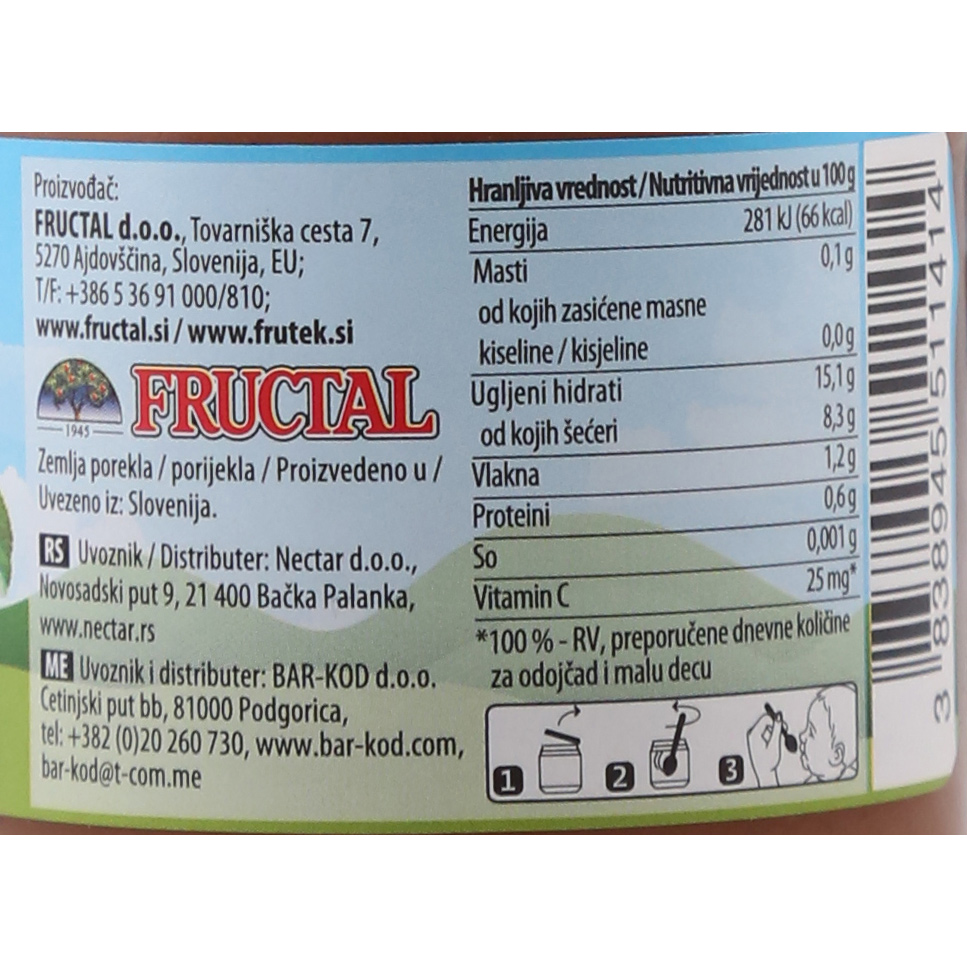 Proizvođač:
FRUCTAL d.o.o., Tovarniška cesta 7,
5270 Ajdovščina, Slovenija, EU;
T/F: +386 5 36 91 000/810;
www.fructal.si / www.frutek.si
FRUCTAL
1945
Zemlja porekla / porijekla / Proizvedeno u /
Uvezeno iz: Slovenija.
RS Uvoznik / Distributer: Nectar d.o.o.,
Novosadski put 9, 21 400 Bačka Palanka,
www.nectar.rs
ME Uvoznik i distributer: BAR-KOD d.o.o.
Cetinjski put bb, 81000 Podgorica,
tel: +382 (0)20 260 730, www.bar-kod.com,
bar-kod@t-com.me
Hranljiva vrednost / Nutritivna vrijednost u 100 g
Energija 281 kJ (66 kcal)
Masti 0,1 g
od kojih zasićene masne
kiseline / kisjeline 0,0 g
Ugljeni hidrati 15,1 g
od kojih šećeri 8,3 g
Vlakna 1,2 g
Proteini 0,6 g
So 0,001 g
Vitamin C 25 mg*
*100 % - RV, preporučene dnevne količine
za odojčad i malu decu
1 2 3
3 838945 511414